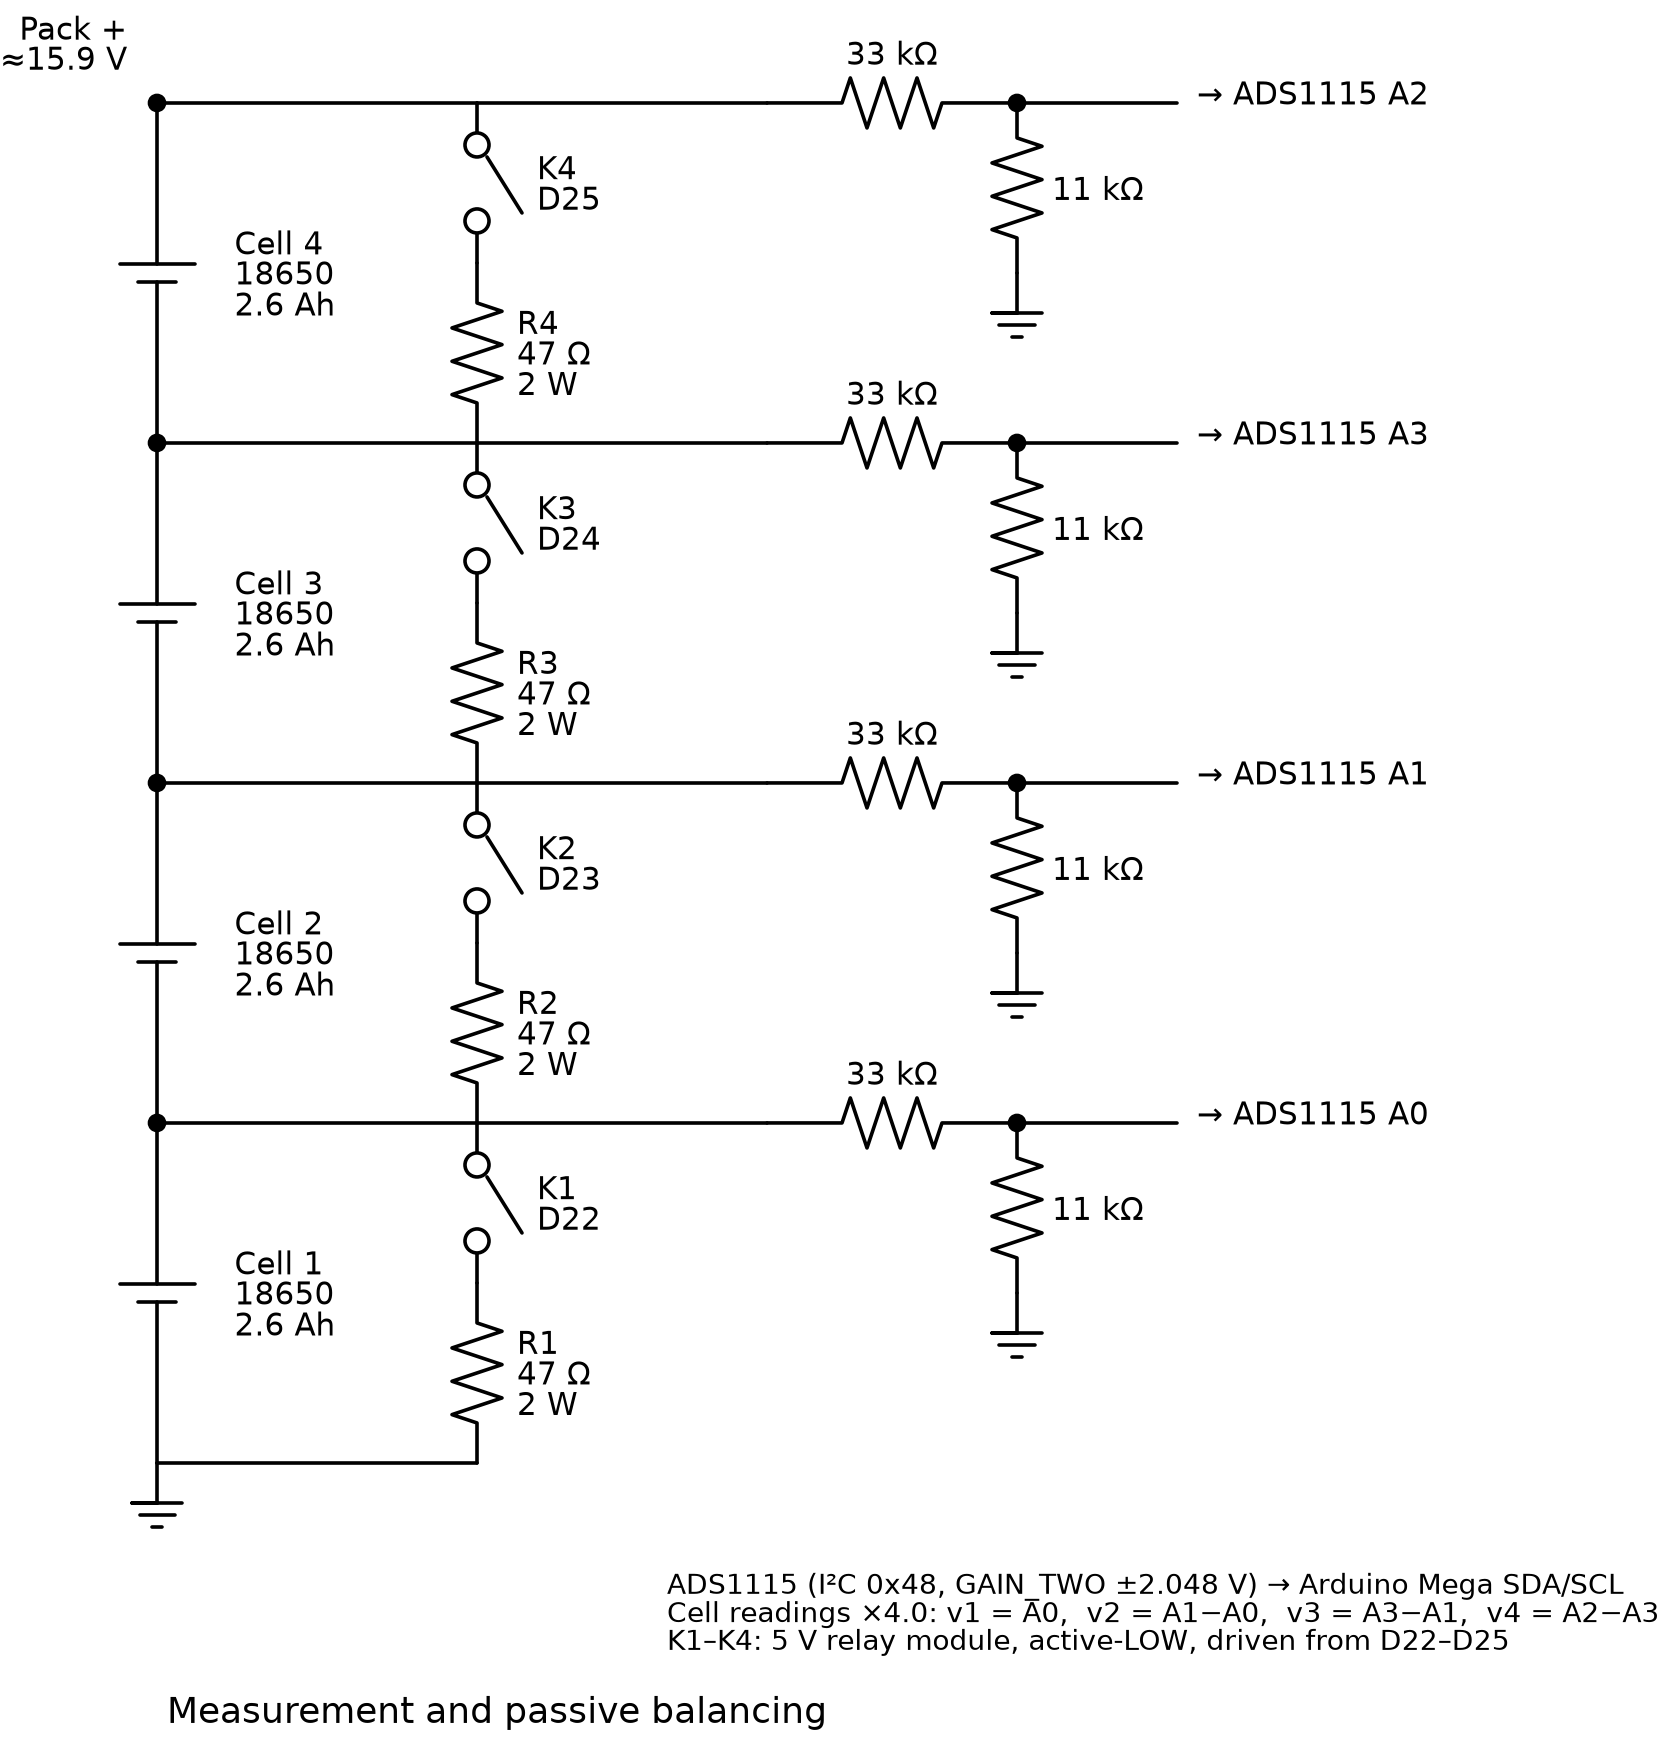 Pack +
≈15.9 V
33 kΩ
→ ADS1115 A2
K4
D25
11 kΩ
Cell 4
18650
2.6 Ah
R4
47 Ω
2 W
33 kΩ
→ ADS1115 A3
K3
D24
11 kΩ
Cell 3
18650
2.6 Ah
R3
47 Ω
2 W
33 kΩ
→ ADS1115 A1
K2
D23
11 kΩ
Cell 2
18650
2.6 Ah
R2
47 Ω
2 W
33 kΩ
→ ADS1115 A0
K1
D22
11 kΩ
Cell 1
18650
2.6 Ah
R1
47 Ω
2 W
ADS1115 (I²C 0x48, GAIN_TWO ±2.048 V) → Arduino Mega SDA/SCL
Cell readings ×4.0: v1 = A0,  v2 = A1−A0,  v3 = A3−A1,  v4 = A2−A3
K1–K4: 5 V relay module, active-LOW, driven from D22–D25
Measurement and passive balancing